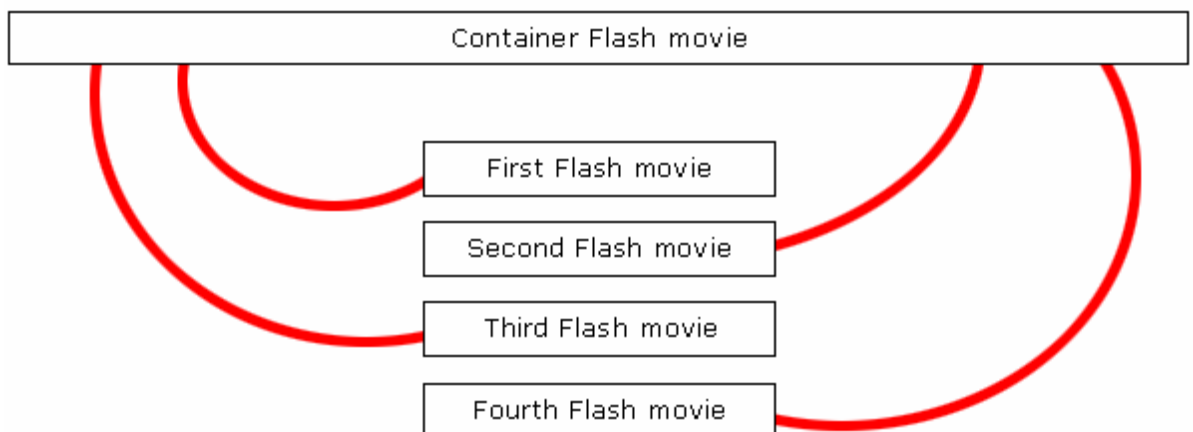 Container Flash movie
First Flash movie
Second Flash movie
Third Flash movie
Fourth Flash movie